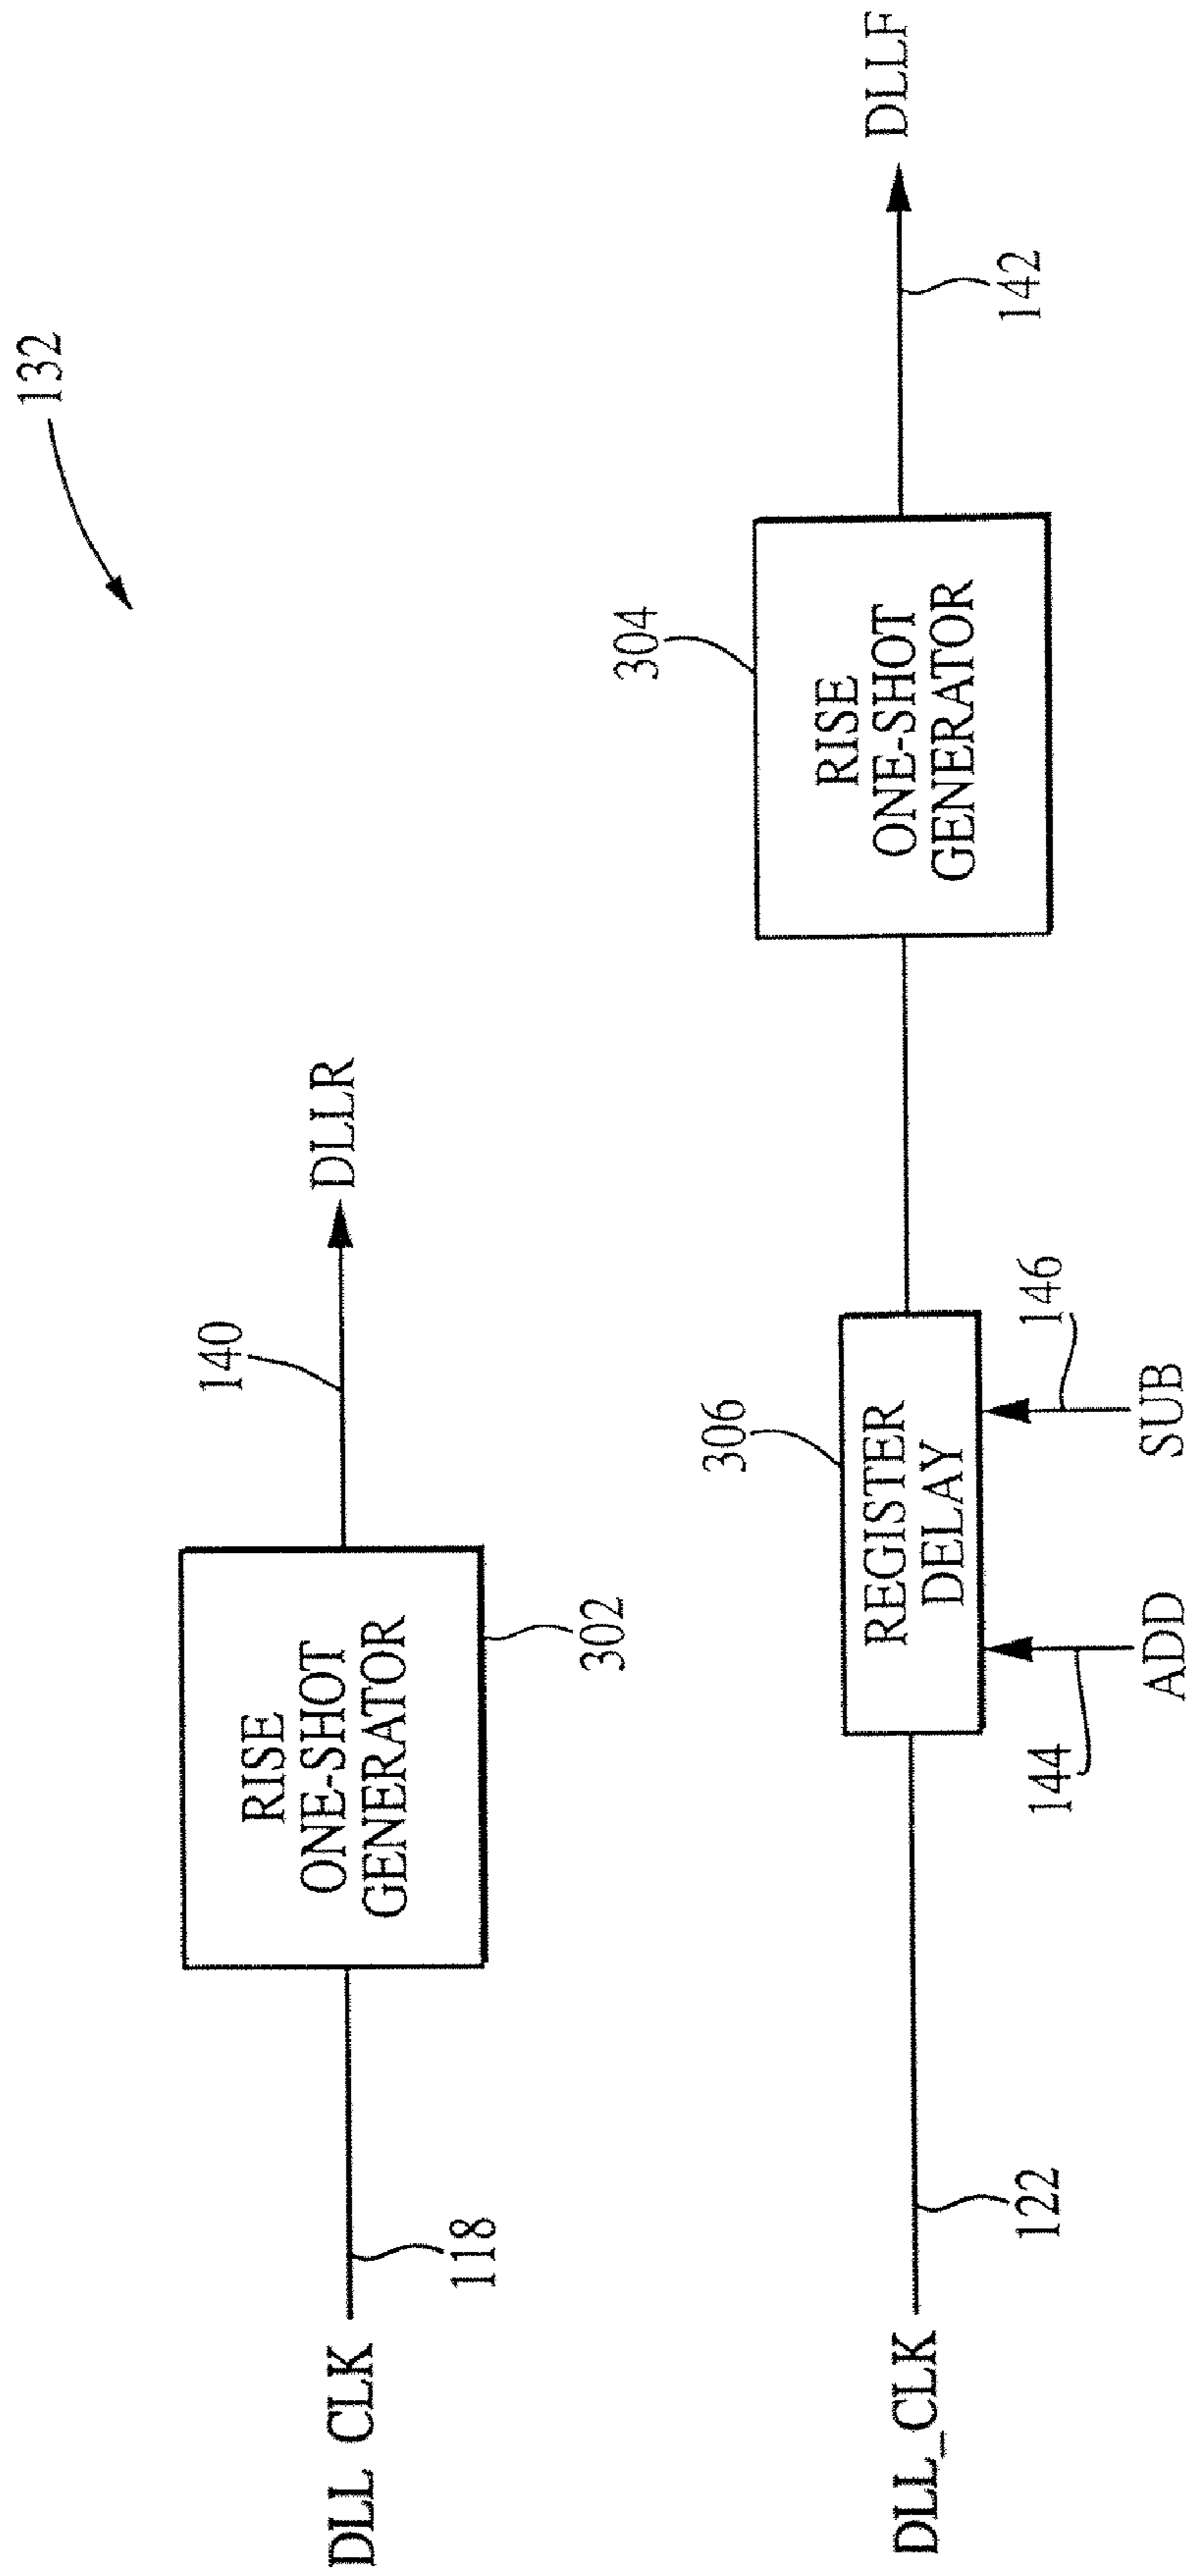 132
DLL CLK
118
RISE
ONE-SHOT
GENERATOR
302
140
DLLR
DLL_CLK
122
REGISTER
DELAY
306
144
ADD
146
SUB
RISE
ONE-SHOT
GENERATOR
304
142
DLLF